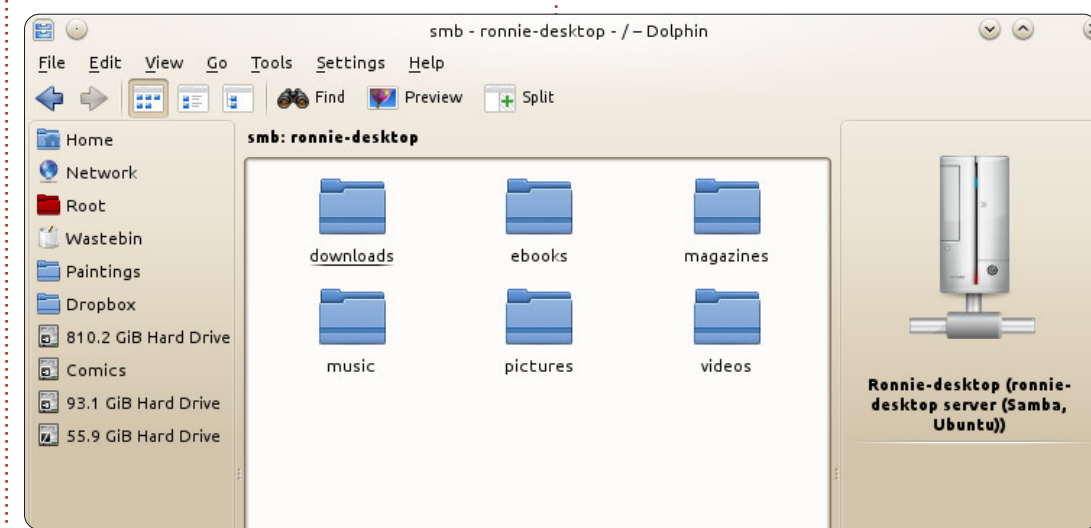 smb - ronnie-desktop - / – Dolphin
File Edit View Go Tools Settings Help
Find Preview Split
Home
Network
Root
Wastebin
Paintings
Dropbox
810.2 GiB Hard Drive
Comics
93.1 GiB Hard Drive
55.9 GiB Hard Drive
smb: ronnie-desktop
downloads ebooks magazines
music pictures videos
Ronnie-desktop (ronnie-
desktop server (Samba,
Ubuntu))